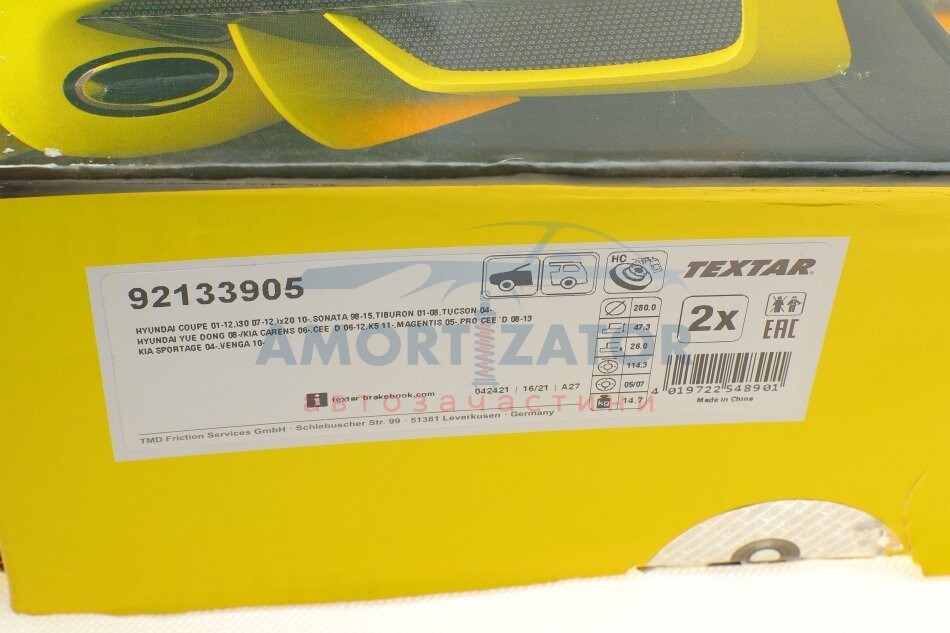 92133905
HYUNDAI COUPE 01-12,I30 07-12,ix20 10-,SONATA 98-15,TIBURON 01-08,TUCSON 04-
HYUNDAI YUE DONG 08-/KIA CARENS 06-,CEE`D 06-12,K5 11-,MAGENTIS 05-,PRO CEE`D 08-13
KIA SPORTAGE 04-,VENGA 10-
HC
TEXTAR
280.0
47.3
26.0
114.3
05/07
kg 14.7
2x
EAC
4 019722 548901
Made in China
AMORTIZATOR
автозапчастини
042421 | 16/21 | A27
i textar-brakebook.com
TMD Friction Services GmbH · Schlebuscher Str. 99 · 51381 Leverkusen · Germany